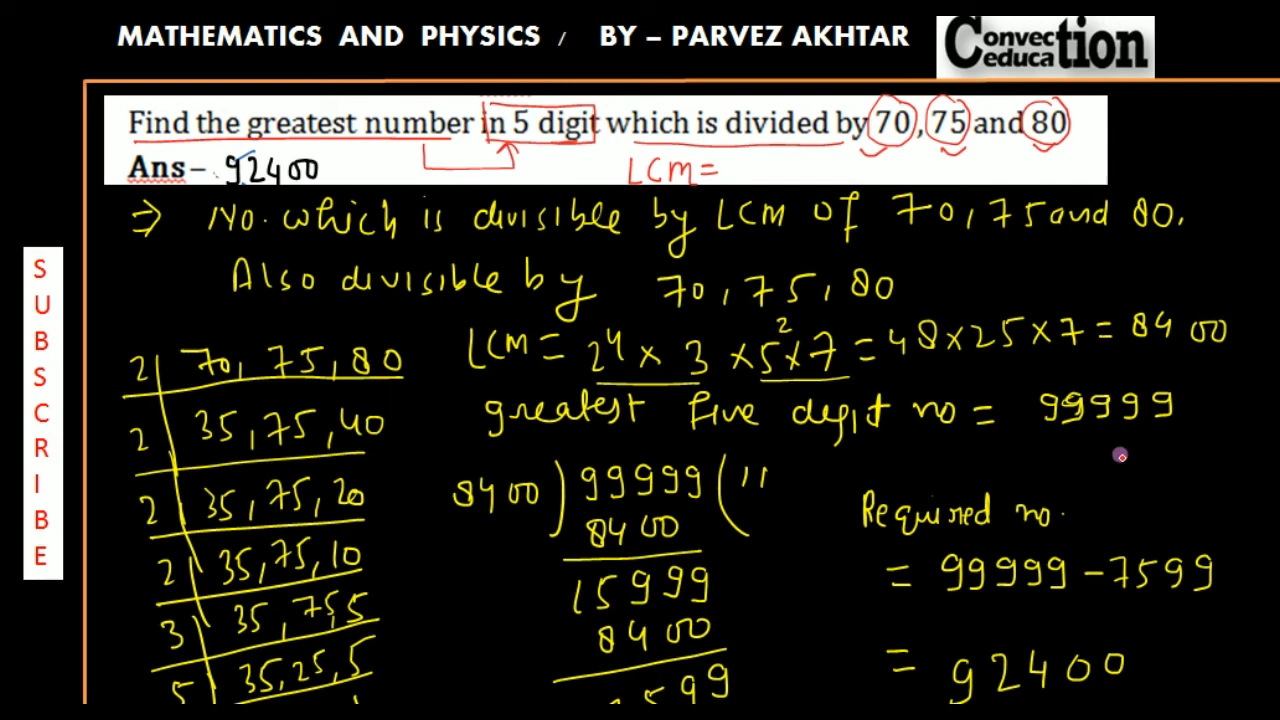 MATHEMATICS AND PHYSICS / BY – PARVEZ AKHTAR
Convection education
Find the greatest number in 5 digit which is divided by 70, 75 and 80
Ans – 92400
LCM=
⇒ No. which is divisible by LCM of 70, 75 and 80.
Also divisible by 70, 75, 80
LCM = 2⁴ × 3 × 5² × 7 = 48 × 25 × 7 = 8400
greatest five degit no = 99999
2 | 70, 75, 80
2 | 35, 75, 40
2 | 35, 75, 20
2 | 35, 75, 10
3 | 35, 75, 5
5 | 35, 25, 5
8400 ) 99999 ( 11
8400
15999
8400
7599
Required no.
= 99999 – 7599
= 92400
SUBSCRIBE